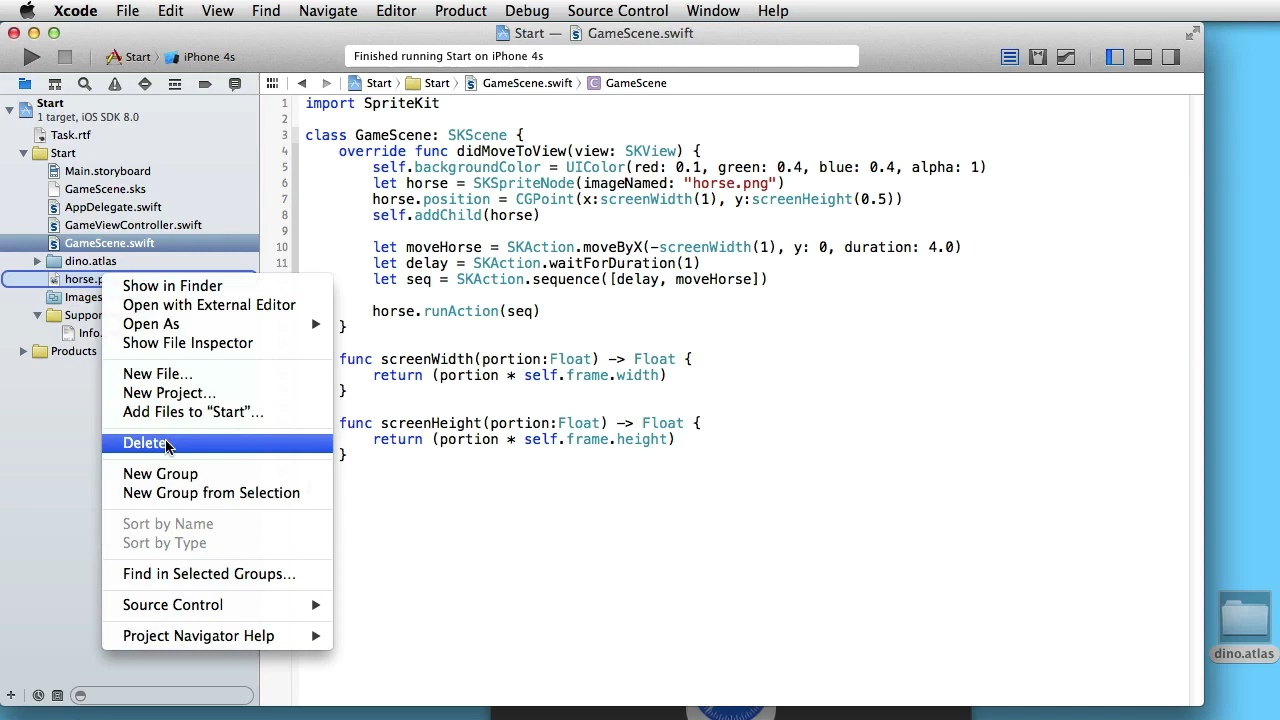 Xcode File Edit View Find Navigate Editor Product Debug Source Control Window Help
Start — GameScene.swift
Start › iPhone 4s
Finished running Start on iPhone 4s
Start › Start › GameScene.swift › C GameScene
Start
1 target, iOS SDK 8.0
Task.rtf
Start
Main.storyboard
GameScene.sks
AppDelegate.swift
GameViewController.swift
GameScene.swift
dino.atlas
horse.p
Images
Suppor
Info.
Products
Show in Finder
Open with External Editor
Open As
Show File Inspector
New File...
New Project...
Add Files to “Start”...
Delete
New Group
New Group from Selection
Sort by Name
Sort by Type
Find in Selected Groups...
Source Control
Project Navigator Help
1 import SpriteKit
2
3 class GameScene: SKScene {
4 override func didMoveToView(view: SKView) {
5 self.backgroundColor = UIColor(red: 0.1, green: 0.4, blue: 0.4, alpha: 1)
6 let horse = SKSpriteNode(imageNamed: "horse.png")
7 horse.position = CGPoint(x:screenWidth(1), y:screenHeight(0.5))
8 self.addChild(horse)
9
10 let moveHorse = SKAction.moveByX(-screenWidth(1), y: 0, duration: 4.0)
11 let delay = SKAction.waitForDuration(1)
let seq = SKAction.sequence([delay, moveHorse])
horse.runAction(seq)
}
func screenWidth(portion:Float) -> Float {
return (portion * self.frame.width)
}
func screenHeight(portion:Float) -> Float {
return (portion * self.frame.height)
}
dino.atlas